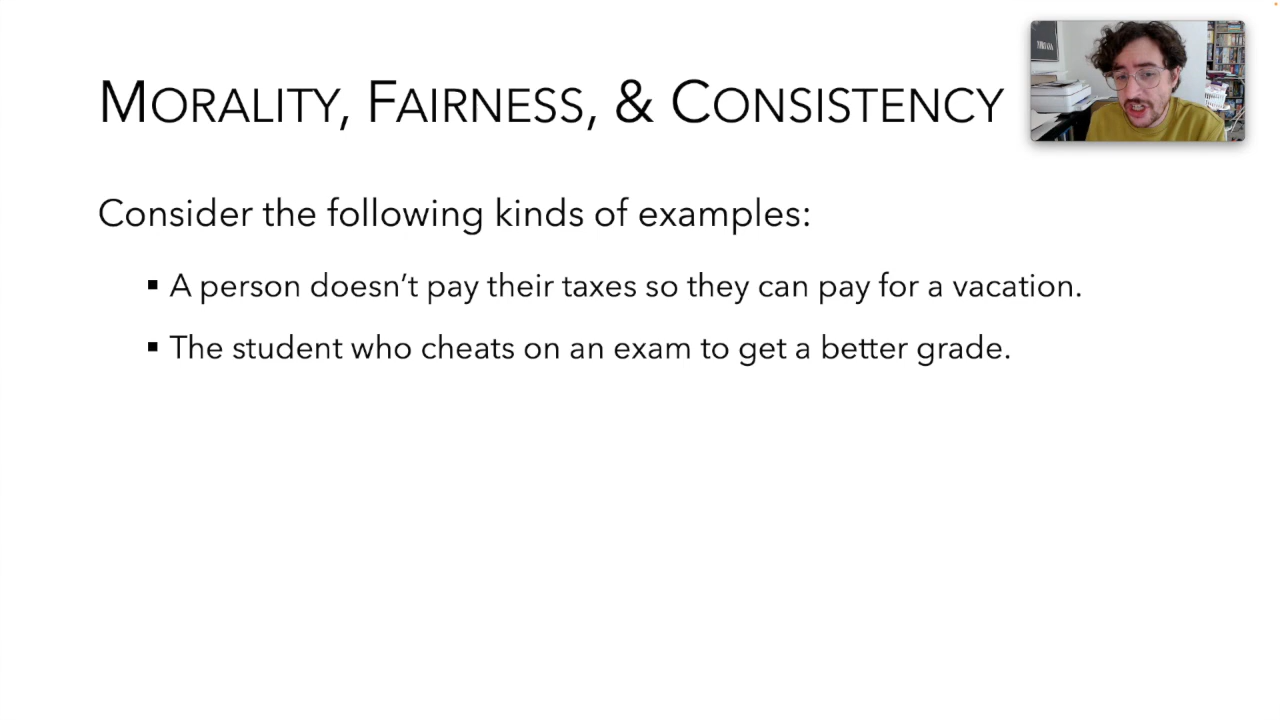 MORALITY, FAIRNESS, & CONSISTENCY
Consider the following kinds of examples:
▪ A person doesn’t pay their taxes so they can pay for a vacation.
▪ The student who cheats on an exam to get a better grade.
NIRVANA